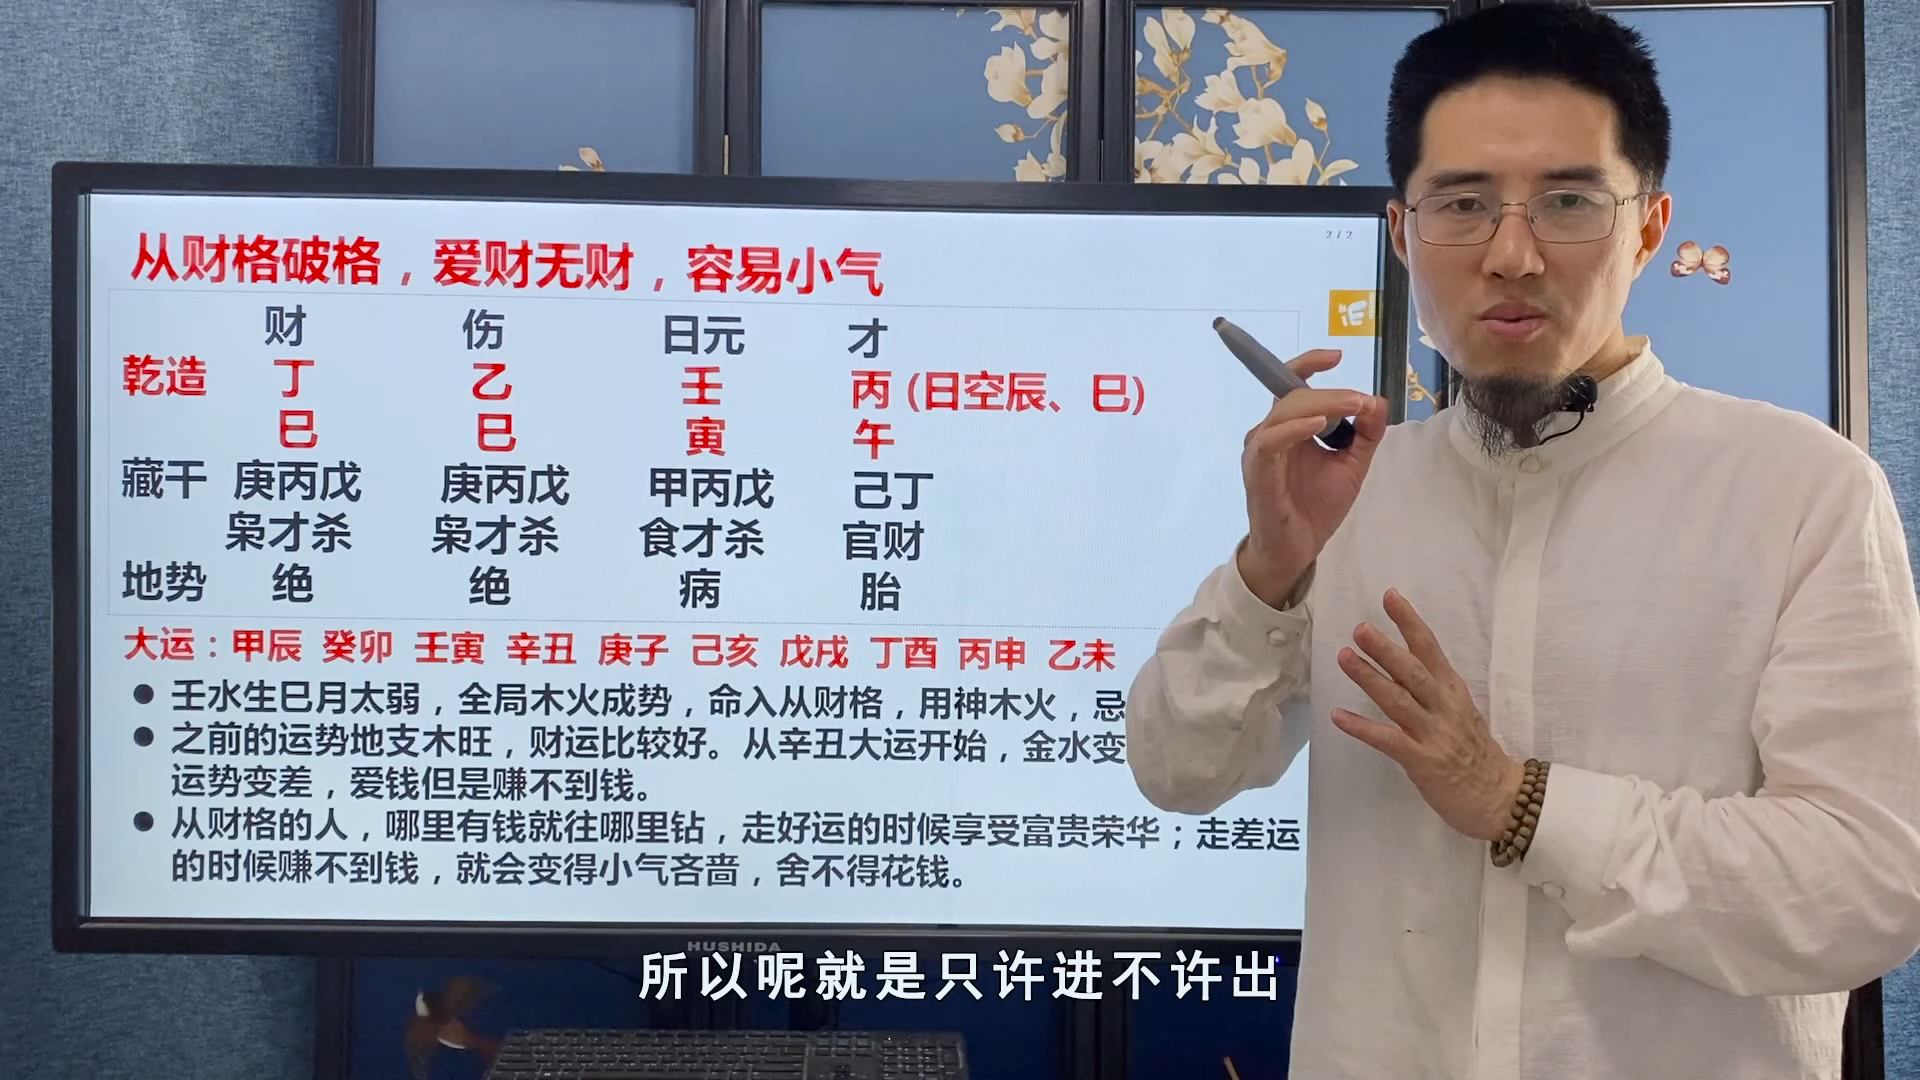 2 / 2
从财格破格，爱财无财，容易小气
财 伤 日元 才
乾造 丁 乙 壬 丙 (日空辰、巳)
巳 巳 寅 午
藏干 庚丙戊 庚丙戊 甲丙戊 己丁
枭才杀 枭才杀 食才杀 官财
地势 绝 绝 病 胎
大运：甲辰 癸卯 壬寅 辛丑 庚子 己亥 戊戌 丁酉 丙申 乙未
● 壬水生巳月太弱，全局木火成势，命入从财格，用神木火，忌
● 之前的运势地支木旺，财运比较好。从辛丑大运开始，金水变
运势变差，爱钱但是赚不到钱。
● 从财格的人，哪里有钱就往哪里钻，走好运的时候享受富贵荣华；走差运
的时候赚不到钱，就会变得小气吝啬，舍不得花钱。
HUSHIDA
所以呢就是只许进不许出